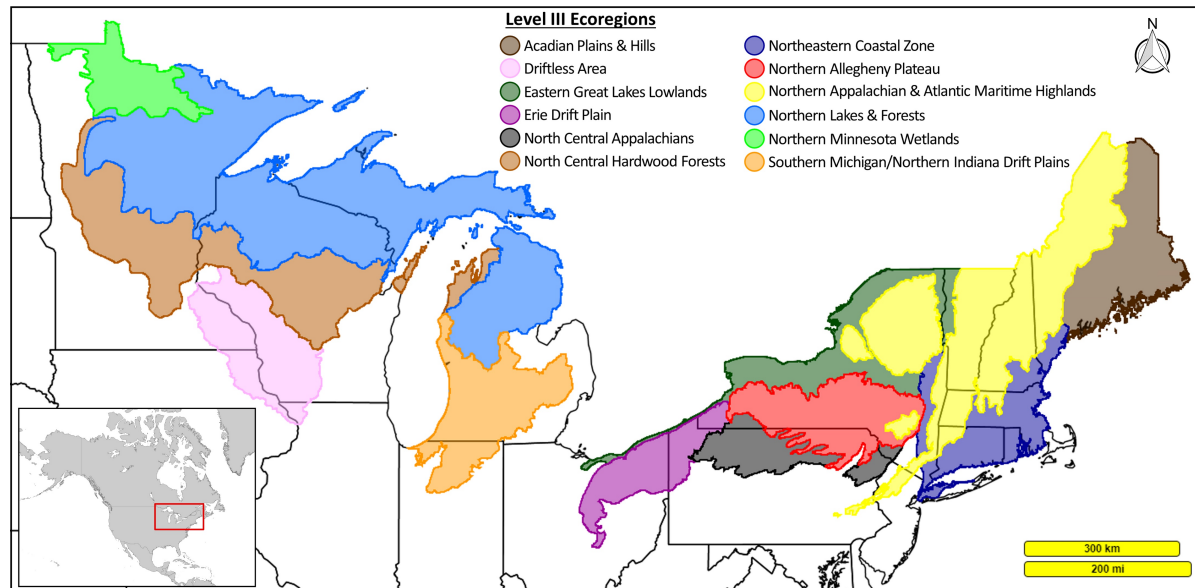 Level III Ecoregions
Acadian Plains & Hills
Driftless Area
Eastern Great Lakes Lowlands
Erie Drift Plain
North Central Appalachians
North Central Hardwood Forests
Northeastern Coastal Zone
Northern Allegheny Plateau
Northern Appalachian & Atlantic Maritime Highlands
Northern Lakes & Forests
Northern Minnesota Wetlands
Southern Michigan/Northern Indiana Drift Plains
N
300 km
200 mi